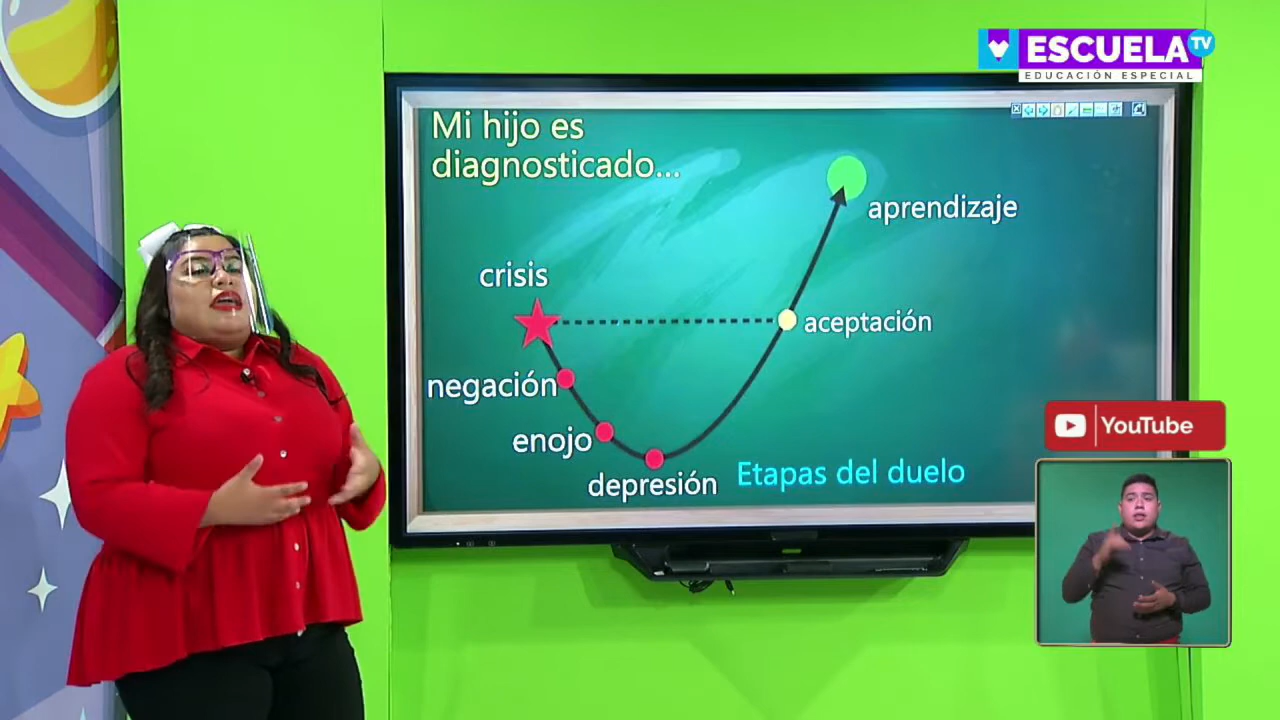 ESCUELA TV
EDUCACIÓN ESPECIAL
Mi hijo es
diagnosticado...
aprendizaje
crisis
aceptación
negación
enojo
depresión
Etapas del duelo
YouTube